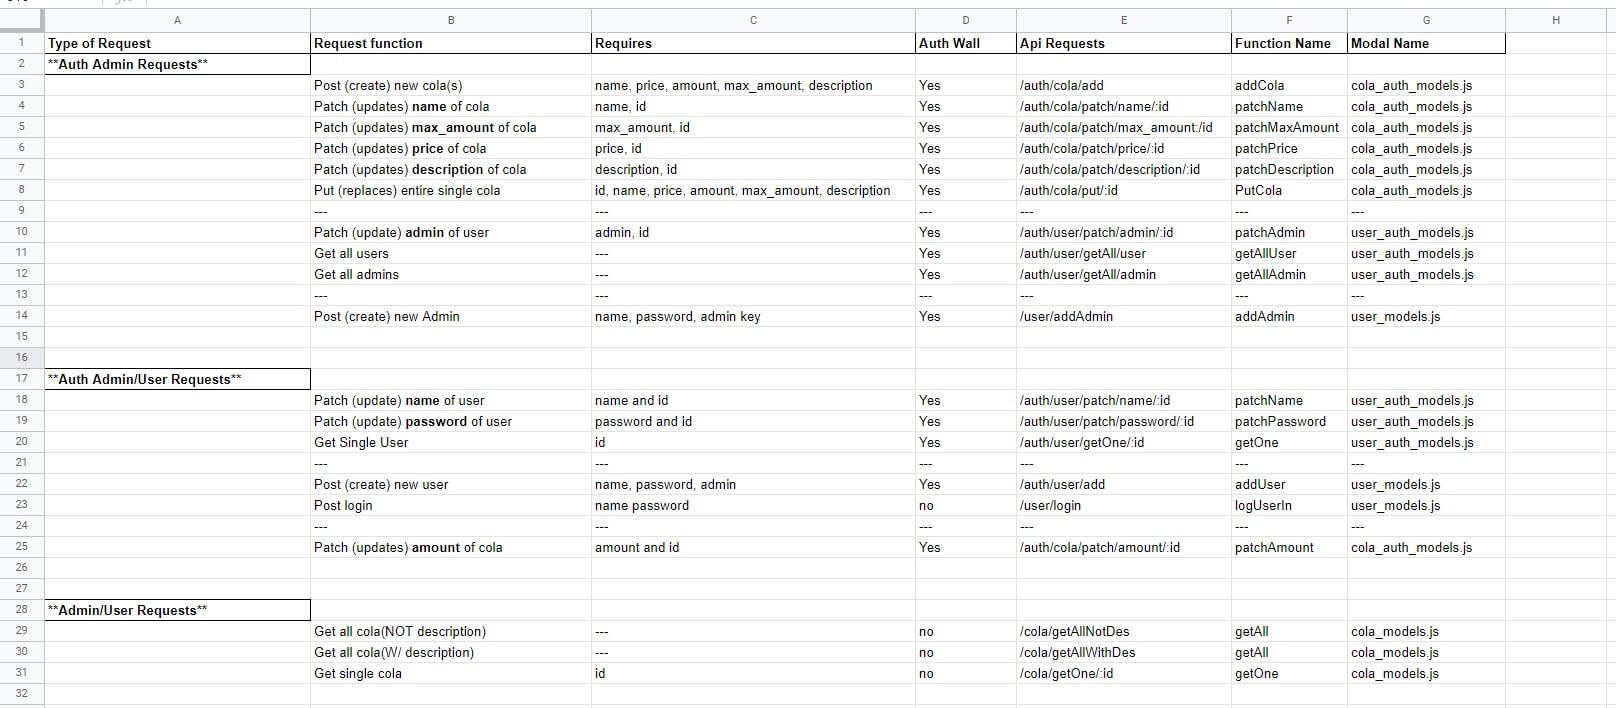 A B C D E F G H
1 Type of Request Request function Requires Auth Wall Api Requests Function Name Modal Name
2 **Auth Admin Requests**
3 Post (create) new cola(s) name, price, amount, max_amount, description Yes /auth/cola/add addCola cola_auth_models.js
4 Patch (updates) name of cola name, id Yes /auth/cola/patch/name/:id patchName cola_auth_models.js
5 Patch (updates) max_amount of cola max_amount, id Yes /auth/cola/patch/max_amount:/id patchMaxAmount cola_auth_models.js
6 Patch (updates) price of cola price, id Yes /auth/cola/patch/price/:id patchPrice cola_auth_models.js
7 Patch (updates) description of cola description, id Yes /auth/cola/patch/description/:id patchDescription cola_auth_models.js
8 Put (replaces) entire single cola id, name, price, amount, max_amount, description Yes /auth/cola/put/:id PutCola cola_auth_models.js
9 --- --- --- --- --- ---
10 Patch (update) admin of user admin, id Yes /auth/user/patch/admin/:id patchAdmin user_auth_models.js
11 Get all users --- Yes /auth/user/getAll/user getAllUser user_auth_models.js
12 Get all admins --- Yes /auth/user/getAll/admin getAllAdmin user_auth_models.js
13 --- --- --- --- --- ---
14 Post (create) new Admin name, password, admin key Yes /user/addAdmin addAdmin user_models.js
15
16
17 **Auth Admin/User Requests**
18 Patch (update) name of user name and id Yes /auth/user/patch/name/:id patchName user_auth_models.js
19 Patch (update) password of user password and id Yes /auth/user/patch/password/:id patchPassword user_auth_models.js
20 Get Single User id Yes /auth/user/getOne/:id getOne user_auth_models.js
21 --- --- --- --- --- ---
22 Post (create) new user name, password, admin Yes /auth/user/add addUser user_models.js
23 Post login name password no /user/login logUserIn user_models.js
24 --- --- --- --- --- ---
25 Patch (updates) amount of cola amount and id Yes /auth/cola/patch/amount/:id patchAmount cola_auth_models.js
26
27
28 **Admin/User Requests**
29 Get all cola(NOT description) --- no /cola/getAllNotDes getAll cola_models.js
30 Get all cola(W/ description) --- no /cola/getAllWithDes getAll cola_models.js
31 Get single cola id no /cola/getOne/:id getOne cola_models.js
32